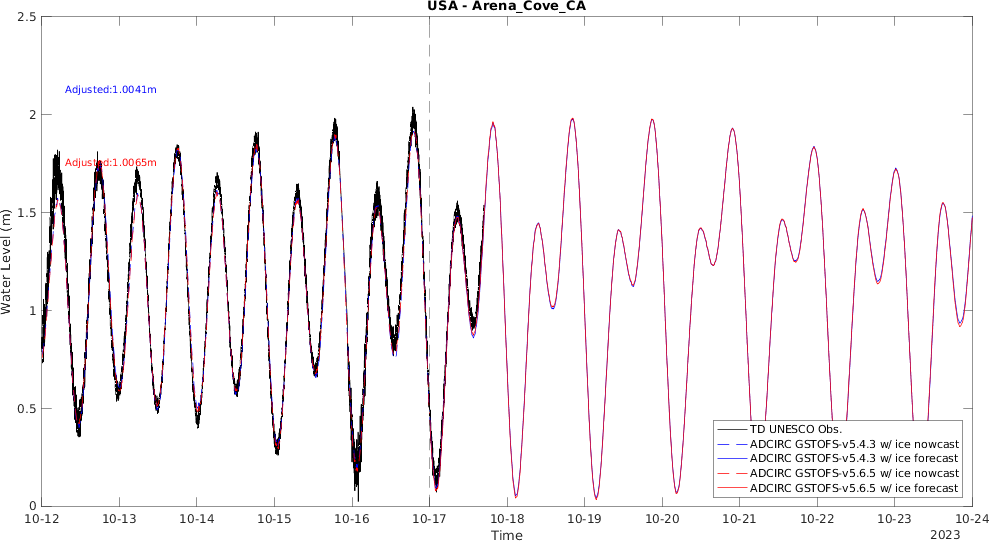 USA - Arena_Cove_CA
2.5
2
1.5
1
0.5
0
Water Level (m)
Adjusted:1.0041m
Adjusted:1.0065m
TD UNESCO Obs.
ADCIRC GSTOFS-v5.4.3 w/ ice nowcast
ADCIRC GSTOFS-v5.4.3 w/ ice forecast
ADCIRC GSTOFS-v5.6.5 w/ ice nowcast
ADCIRC GSTOFS-v5.6.5 w/ ice forecast
10-12 10-13 10-14 10-15 10-16 10-17 10-18 10-19 10-20 10-21 10-22 10-23 10-24
Time
2023